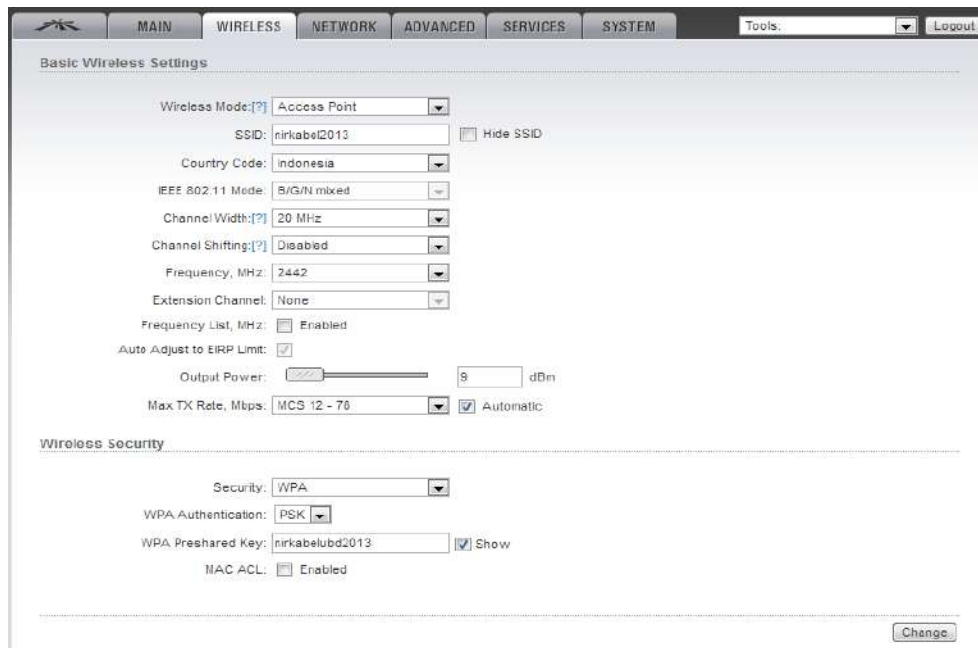 MAIN WIRELESS NETWORK ADVANCED SERVICES SYSTEM Tools: Logout
Basic Wireless Settings
Wireless Mode:[?] Access Point
SSID: nirkabel2013 Hide SSID
Country Code: Indonesia
IEEE 802.11 Mode: B/G/N mixed
Channel Width:[?] 20 MHz
Channel Shifting:[?] Disabled
Frequency, MHz: 2442
Extension Channel: None
Frequency List, MHz: Enabled
Auto Adjust to EIRP Limit:
Output Power: 9 dBm
Max TX Rate, Mbps: MCS 12 - 78 Automatic
Wireless Security
Security: WPA
WPA Authentication: PSK
WPA Preshared Key: nirkabelubd2013 Show
MAC ACL: Enabled
Change